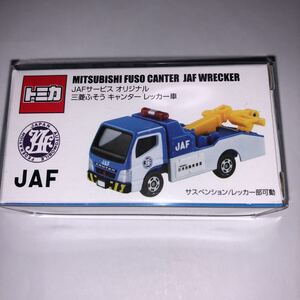 トミカ
MITSUBISHI FUSO CANTER JAF WRECKER
JAFサービス オリジナル
三菱ふそう キャンター レッカー車
JAF
JAF
サスペンション/レッカー部可動